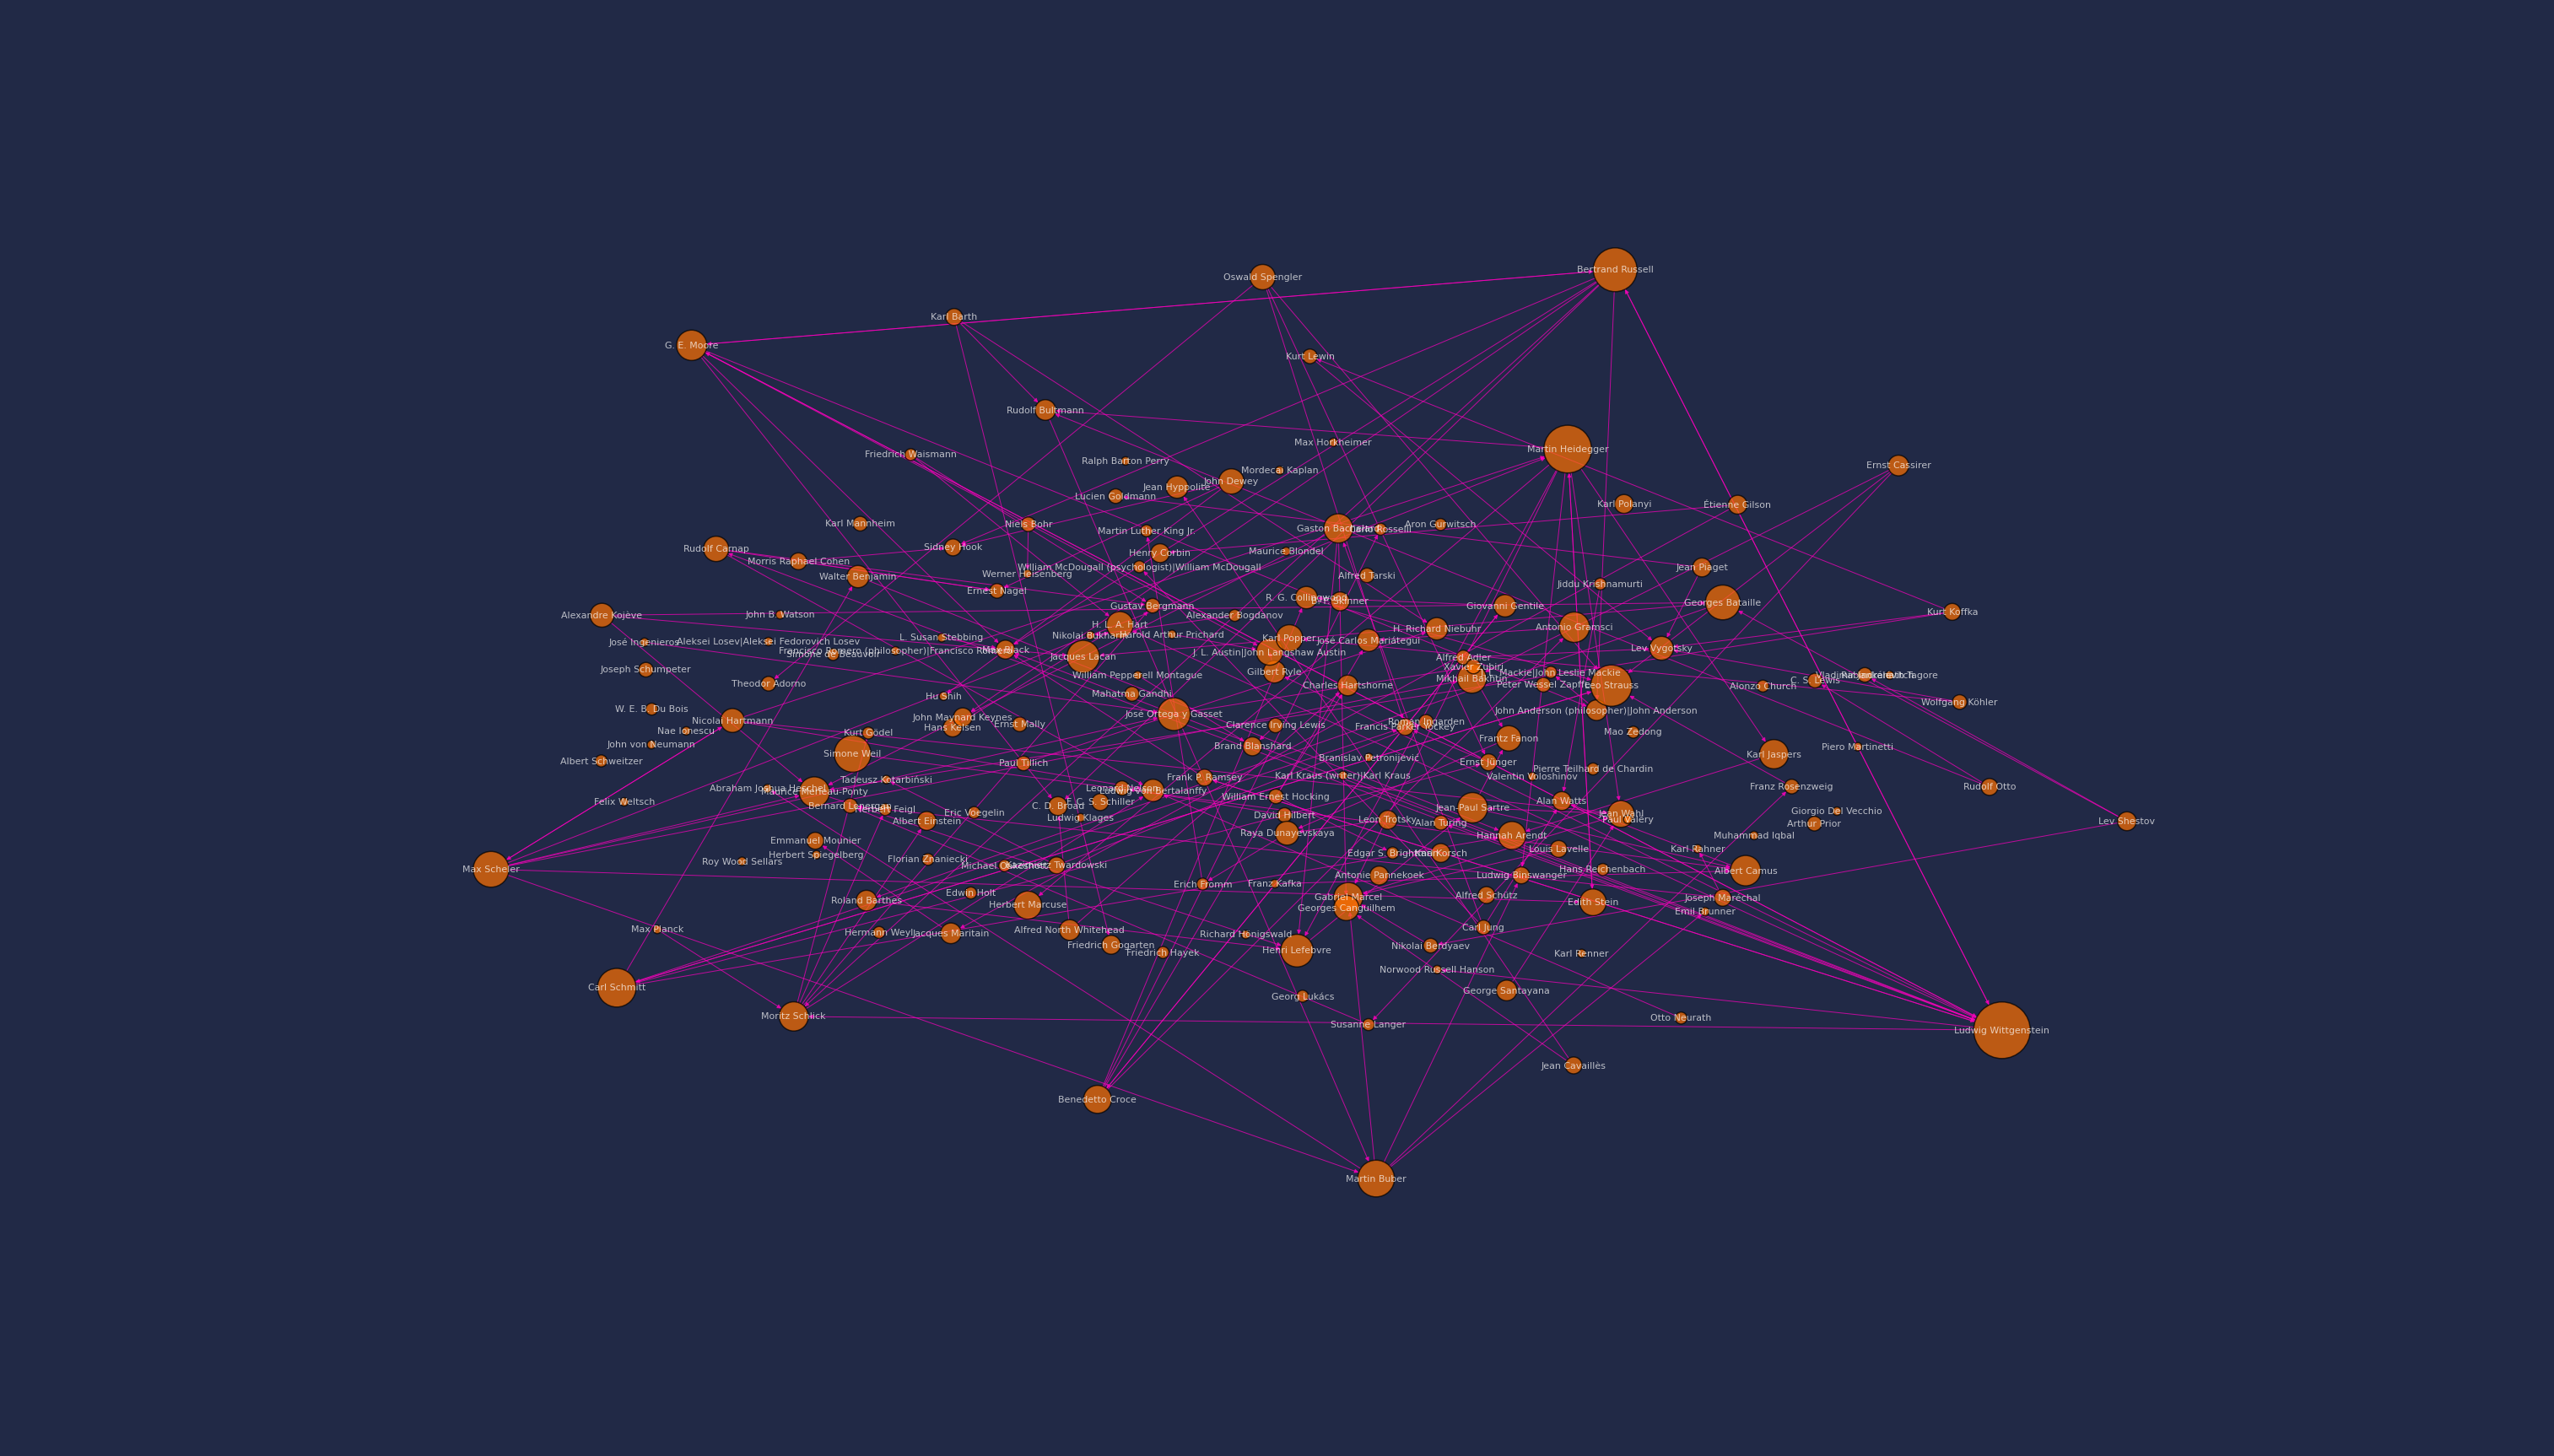 Bertrand Russell
Oswald Spengler
Karl Barth
G. E. Moore
Kurt Lewin
Rudolf Bultmann
Max Horkheimer
Martin Heidegger
Friedrich Waismann
Ralph Barton Perry
Ernst Cassirer
Mordecai Kaplan
John Dewey
Jean Hyppolite
Lucien Goldmann
Karl Polanyi
Étienne Gilson
Karl Mannheim
Niels Bohr
Aron Gurwitsch
Gaston Bachelard
Carlo Rosselli
Martin Luther King Jr.
Sidney Hook
Rudolf Carnap
Henry Corbin
Maurice Blondel
Morris Raphael Cohen
William McDougall (psychologist)|William McDougall
Jean Piaget
Werner Heisenberg
Walter Benjamin
Alfred Tarski
Jiddu Krishnamurti
Ernest Nagel
R. G. Collingwood
B. F. Skinner
Georges Bataille
Gustav Bergmann
Giovanni Gentile
Kurt Koffka
Alexandre Kojève
John B. Watson
Alexander Bogdanov
H. L. A. Hart
Antonio Gramsci
H. Richard Niebuhr
Nikolai Bukharin
Harold Arthur Prichard
L. Susan Stebbing
Karl Popper
José Carlos Mariátegui
José Ingenieros
Aleksei Losev|Aleksei Fedorovich Losev
Lev Vygotsky
Francisco Romero (philosopher)|Francisco Romero
Max Black
Simone de Beauvoir
J. L. Austin|John Langshaw Austin
Jacques Lacan
Alfred Adler
Xavier Zubiri
Joseph Schumpeter
Gilbert Ryle
Mackie|John Leslie Mackie
William Pepperell Montague
Mikhail Bakhtin
Rabindranath Tagore
C. S. Lewis
Theodor Adorno
Charles Hartshorne
Peter Wessel Zapffe
Leo Strauss
Alonzo Church
Mahatma Gandhi
Hu Shih
Wolfgang Köhler
W. E. B. Du Bois
John Anderson (philosopher)|John Anderson
José Ortega y Gasset
John Maynard Keynes
Nicolai Hartmann
Roman Ingarden
Ernst Mally
Clarence Irving Lewis
Francis Parker Yockey
Hans Kelsen
Nae Ionescu
Kurt Gödel
Mao Zedong
Frantz Fanon
John von Neumann
Brand Blanshard
Piero Martinetti
Simone Weil
Karl Jaspers
Branislav Petronijević
Albert Schweitzer
Paul Tillich
Ernst Jünger
Pierre Teilhard de Chardin
Karl Kraus (writer)|Karl Kraus
Valentin Voloshinov
Frank P. Ramsey
Tadeusz Kotarbiński
Franz Rosenzweig
Rudolf Otto
Abraham Joshua Heschel
Leonard Nelson
Ludwig von Bertalanffy
Maurice Merleau-Ponty
William Ernest Hocking
Felix Weltsch
Alan Watts
F. C. S. Schiller
Bernard Lonergan
C. D. Broad
Jean-Paul Sartre
Herbert Feigl
Giorgio Del Vecchio
Eric Voegelin
Jean Wahl
David Hilbert
Ludwig Klages
Paul Valéry
Leon Trotsky
Albert Einstein
Lev Shestov
Alan Turing
Arthur Prior
Raya Dunayevskaya
Hannah Arendt
Muhammad Iqbal
Emmanuel Mounier
Louis Lavelle
Karl Rahner
Edgar S. Brightman
Karl Korsch
Herbert Spiegelberg
Florian Znaniecki
Roy Wood Sellars
Michael Oakeshott
Kazimierz Twardowski
Max Scheler
Hans Reichenbach
Albert Camus
Antonie Pannekoek
Ludwig Binswanger
Erich Fromm
Franz Kafka
Edwin Holt
Alfred Schütz
Gabriel Marcel
Joseph Maréchal
Roland Barthes
Edith Stein
Herbert Marcuse
Georges Canguilhem
Emil Brunner
Carl Jung
Max Planck
Alfred North Whitehead
Hermann Weyl
Jacques Maritain
Richard Hönigswald
Friedrich Gogarten
Nikolai Berdyaev
Henri Lefebvre
Friedrich Hayek
Karl Renner
Norwood Russell Hanson
Carl Schmitt
George Santayana
Georg Lukács
Moritz Schlick
Otto Neurath
Susanne Langer
Ludwig Wittgenstein
Jean Cavaillès
Benedetto Croce
Martin Buber